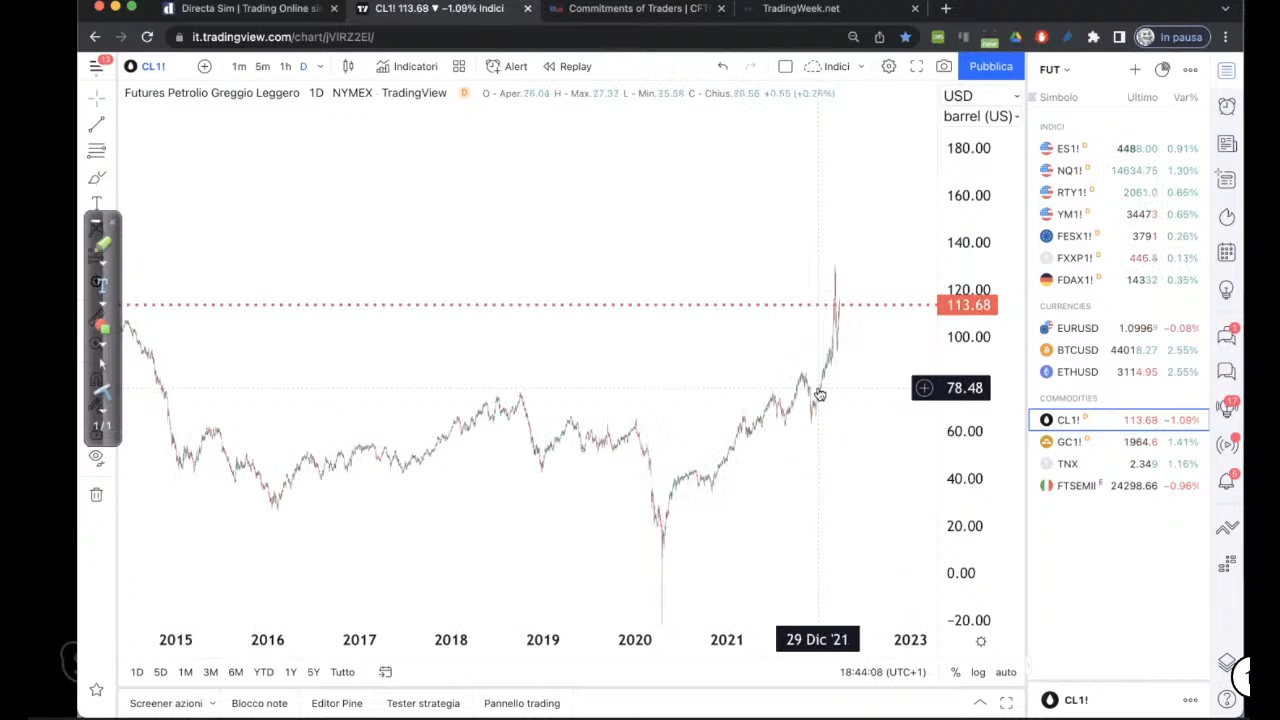 Directa Sim | Trading Online sir
CL1! 113.68 ▼ −1.09% Indici
Commitments of Traders | CFT
TradingWeek.net
it.tradingview.com/chart/jVIRZ2EI/
new
In pausa
13
CL1!
1m 5m 1h D
Indicatori
Alert
Replay
Indici
Pubblica
FUT
Futures Petrolio Greggio Leggero 1D NYMEX TradingView D
USD
barrel (US)
Simbolo Ultimo Var%
INDICI
ES1! D 4488.00 0.91%
NQ1! D 14634.75 1.30%
RTY1! D 2061.0 0.66%
YM1! D 34473 0.65%
FESX1! D 3791 0.26%
FXXP1! D 446.8 0.13%
FDAX1! D 14332 0.35%
CURRENCIES
EURUSD −0.08%
BTCUSD 44018.27 2.55%
ETHUSD 3114.95 2.55%
COMMODITIES
CL1! D 113.68 −1.09%
GC1! D 1964.6 1.41%
TNX 2.349 1.16%
FTSEMII E 24298.66 −0.96%
180.00
160.00
140.00
120.00
113.68
100.00
78.48
60.00
40.00
20.00
0.00
−20.00
T
1/1
1
17
5
2015 2016 2017 2018 2019 2020 2021 29 Dic '21 2023
1D 5D 1M 3M 6M YTD 1Y 5Y Tutto
18:44:08 (UTC+1) % log auto
Screener azioni Blocco note Editor Pine Tester strategia Pannello trading
CL1!